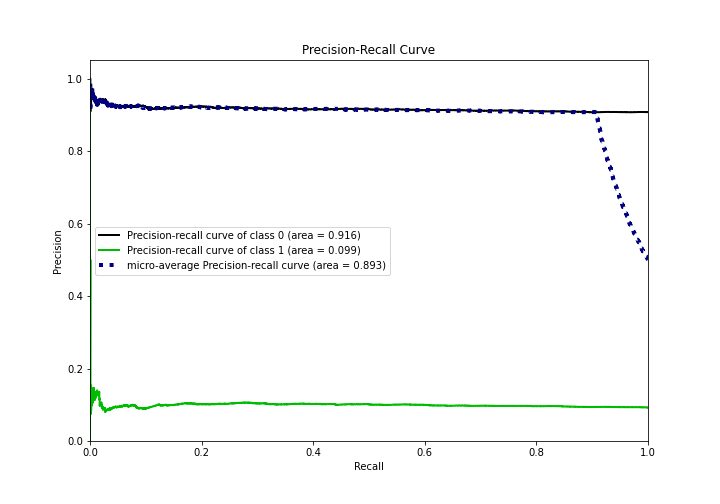 Precision-Recall Curve
1.0
0.8
0.6
0.4
0.2
0.0
Precision
Precision-recall curve of class 0 (area = 0.916)
Precision-recall curve of class 1 (area = 0.099)
micro-average Precision-recall curve (area = 0.893)
0.0 0.2 0.4 0.6 0.8 1.0
Recall